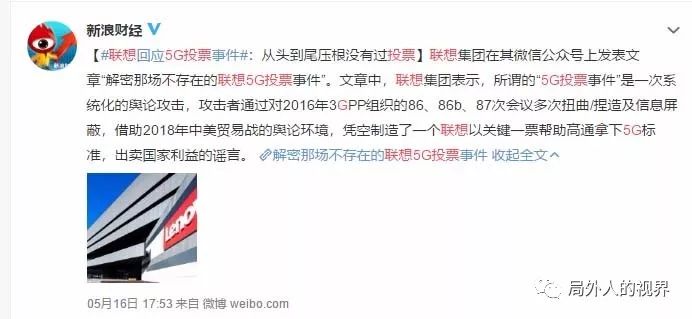 新浪财经
【#联想回应5G投票事件#：从头到尾压根没有过投票】联想集团在其微信公众号上发表文
章“解密那场不存在的联想5G投票事件”。文章中，联想集团表示，所谓的“5G投票事件”是一次系
统化的舆论攻击，攻击者通过对2016年3GPP组织的86、86b、87次会议多次扭曲/捏造及信息屏
蔽，借助2018年中美贸易战的舆论环境，凭空制造了一个联想以关键一票帮助高通拿下5G标
准，出卖国家利益的谣言。 解密那场不存在的联想5G投票事件 收起全文
Lenovo
05月16日 17:53 来自 微博 weibo.com
局外人的视界